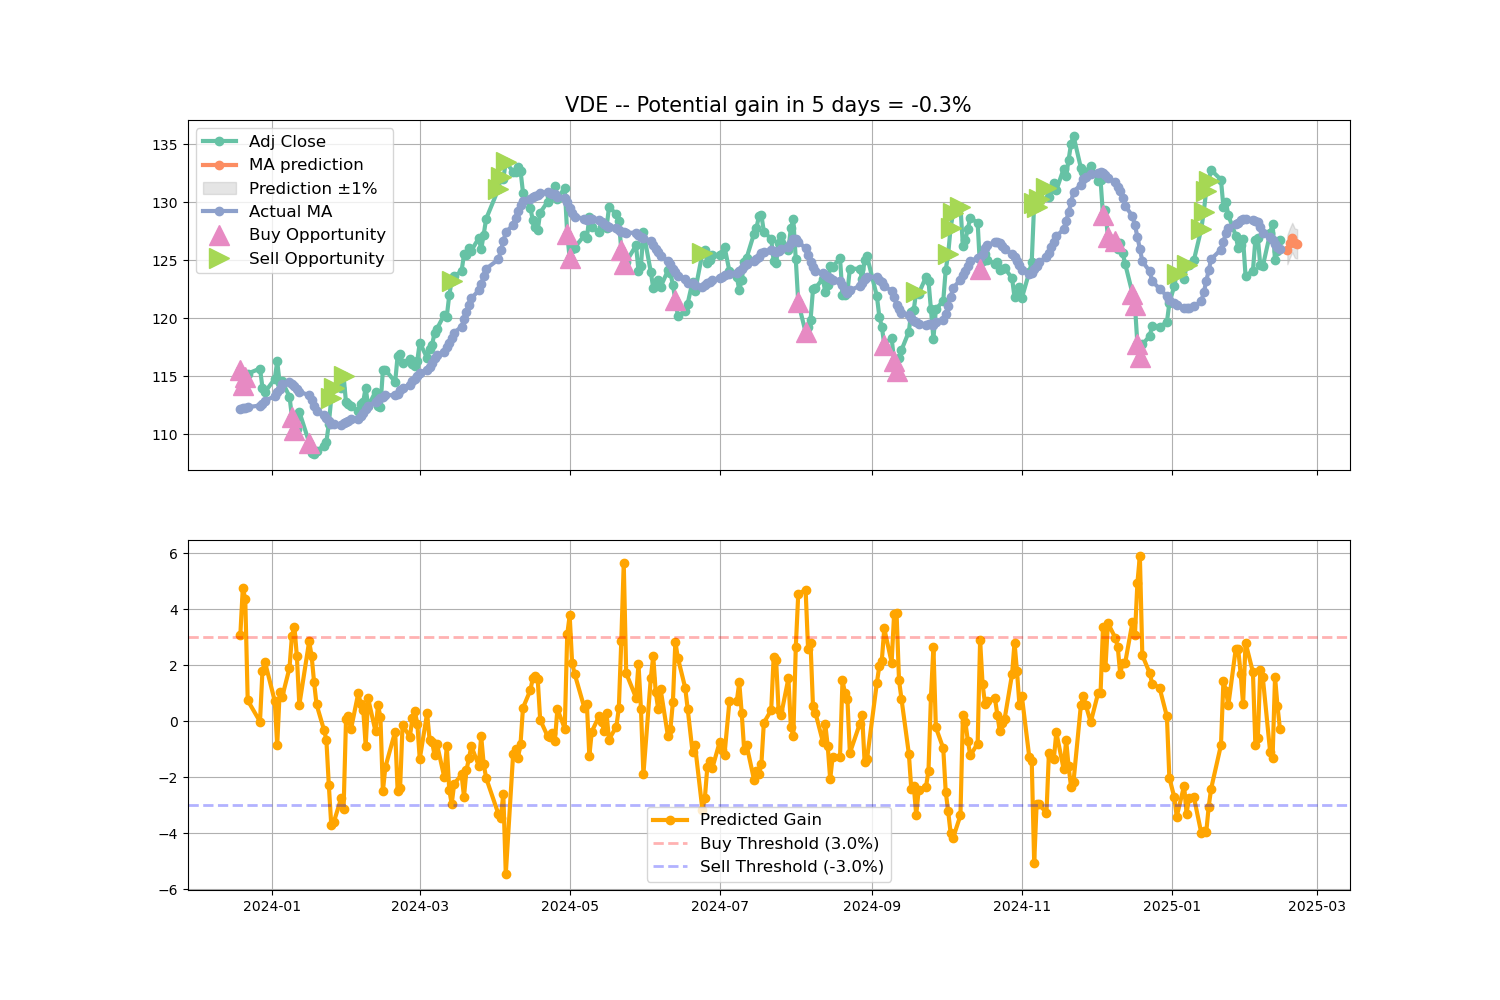 VDE -- Potential gain in 5 days = -0.3%
135
130
125
120
115
110
Adj Close
MA prediction
Prediction ±1%
Actual MA
Buy Opportunity
Sell Opportunity
6
4
2
0
−2
−4
−6
Predicted Gain
Buy Threshold (3.0%)
Sell Threshold (-3.0%)
2024-01 2024-03 2024-05 2024-07 2024-09 2024-11 2025-01 2025-03